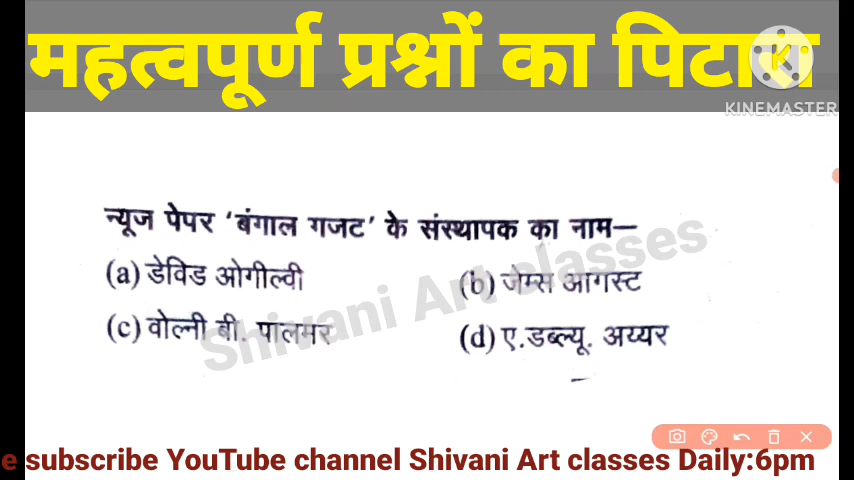 महत्वपूर्ण प्रश्नों का पिटारा
KINEMASTER
न्यूज पेपर 'बंगाल गजट' के संस्थापक का नाम—
(a) डेविड ओगील्वी
(b) जेम्स आगस्ट
(c) वोल्नी बी. पालमर
(d) ए.डब्ल्यू. अय्यर
Shivani Art classes
e subscribe YouTube channel Shivani Art classes Daily:6pm